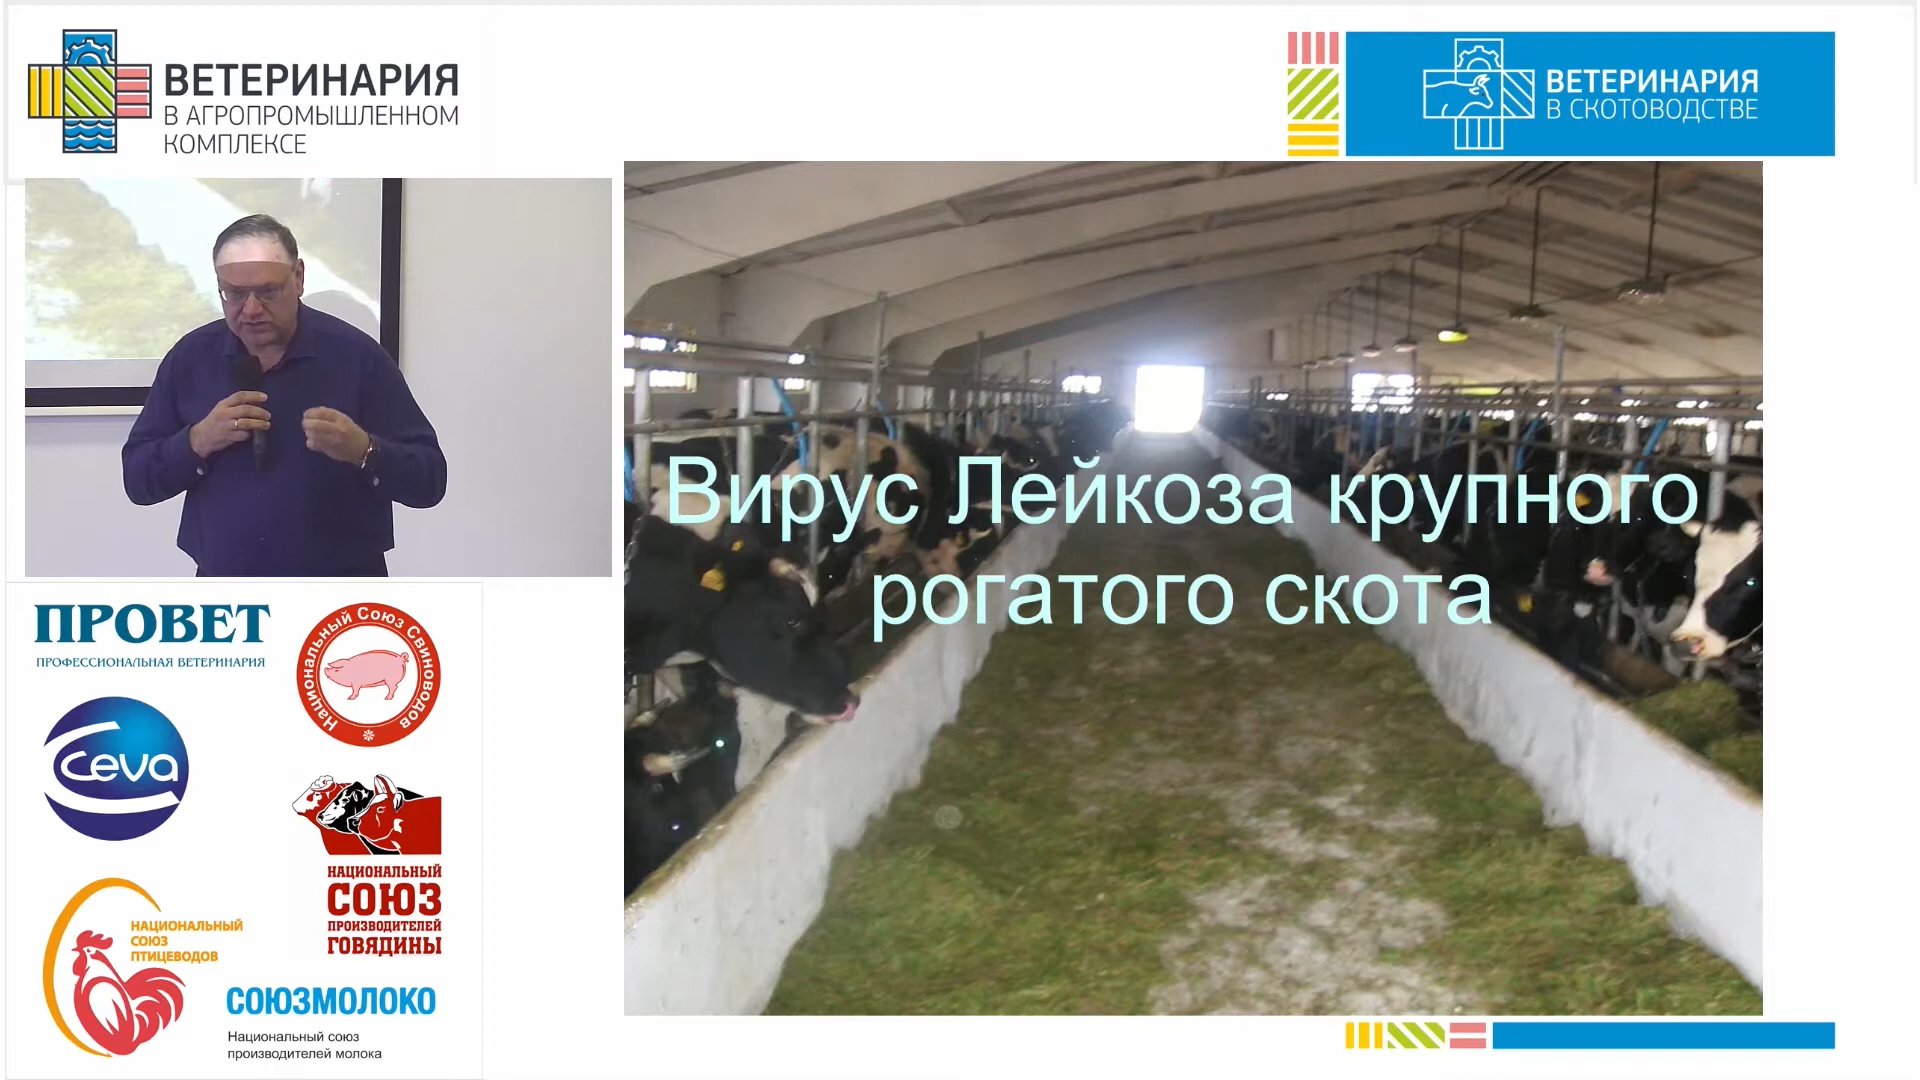 ВЕТЕРИНАРИЯ
В АГРОПРОМЫШЛЕННОМ
КОМПЛЕКСЕ
ВЕТЕРИНАРИЯ
В СКОТОВОДСТВЕ
Вирус Лейкоза крупного
рогатого скота
ПРОВЕТ
ПРОФЕССИОНАЛЬНАЯ ВЕТЕРИНАРИЯ
Национальный Союз Свиноводов
Ceva
НАЦИОНАЛЬНЫЙ
СОЮЗ
ПРОИЗВОДИТЕЛЕЙ
ГОВЯДИНЫ
НАЦИОНАЛЬНЫЙ
СОЮЗ
ПТИЦЕВОДОВ
СОЮЗМОЛОКО
Национальный союз
производителей молока